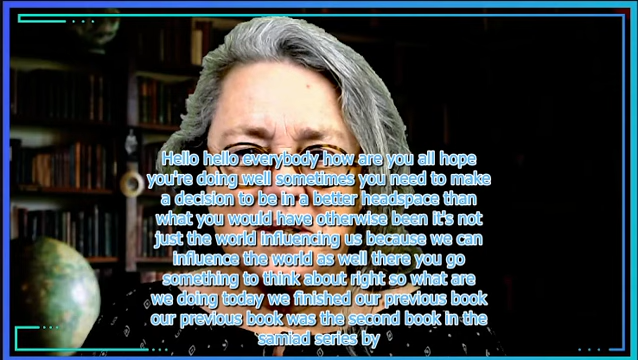 Hello hello everybody how are you all hope
you're doing well sometimes you need to make
a decision to be in a better headspace than
what you would have otherwise been it's not
just the world influencing us because we can
influence the world as well there you go
something to think about right so what are
we doing today we finished our previous book
our previous book was the second book in the
samiad series by